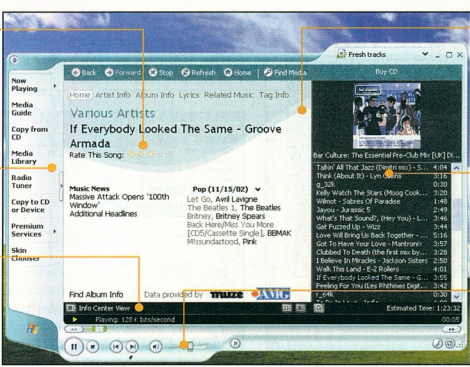 Fresh tracks
Back Forward Stop Refresh Home Find Media
Buy CD
Now Playing
Media Guide
Copy from CD
Media Library
Radio Tuner
Copy to CD or Device
Premium Services
Skin Chooser
Home Artist Info Album Info Lyrics Related Music Tag Info
Various Artists
If Everybody Looked The Same - Groove
Armada
Rate This Song:
Music News
Massive Attack Opens '100th
Window'
Additional Headlines
Pop (11/15/02)
Let Go, Avril Lavigne
The Beatles 1, The Beatles
Britney, Britney Spears
Back Here/Miss You More
[CD5/Cassette Single], BBMAK
Missundaztood, Pink
Find Album Info
Data provided by muze AMG
Bar Culture: The Essential Pre-Club Mix [UK] Di...
Talkin' All That Jazz (Dimitri mix) - S... 4:04
Think (About It) - Lyn Collins 3:16
g_32k 0:30
Kelly Watch The Stars (Moog Cook... 3:20
Wilmot - Sabres Of Paradise 1:48
Jayou - Jurassic 5 2:49
What's That Sound?, (Hey You) - L... 3:46
Get Fuzzed Up - Wizz 3:44
Love Will Bring Us Back Together - ... 5:16
Got To Have Your Love - Mantronix 3:57
Clubbed To Death (the first mix by... 3:28
I Believe In Miracles - Jackson Sisters 2:50
Walk This Land - E-Z Rollers 4:01
If Everybody Looked The Same - G... 3:55
Feeling For You (Les Rhthmes Digit... 3:42
r_64k 0:30
Info Center View
Estimated Time: 1:23:32
Playing: 128 K bits/second
00:05